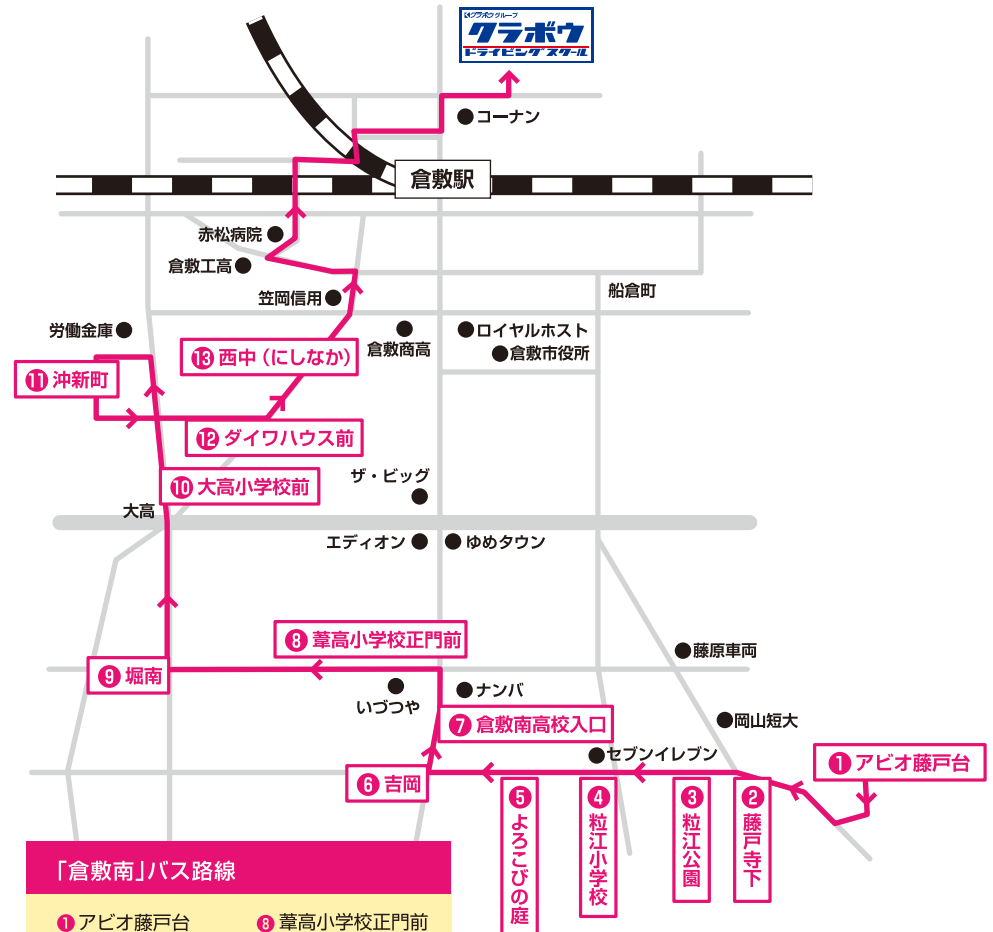 クラボウグループ
クラボウ
ドライビングスクール
コーナン
倉敷駅
赤松病院
倉敷工高
笠岡信用
船倉町
労働金庫
倉敷商高
ロイヤルホスト
倉敷市役所
13 西中（にしなか）
11 沖新町
12 ダイワハウス前
10 大高小学校前
大高
ザ・ビッグ
エディオン
ゆめタウン
8 葦高小学校正門前
藤原車両
9 堀南
いづつや
ナンバ
7 倉敷南高校入口
岡山短大
セブンイレブン
1 アビオ藤戸台
6 吉岡
5 よろこびの庭
4 粒江小学校
3 粒江公園
2 藤戸寺下
「倉敷南」バス路線
1 アビオ藤戸台
8 葦高小学校正門前